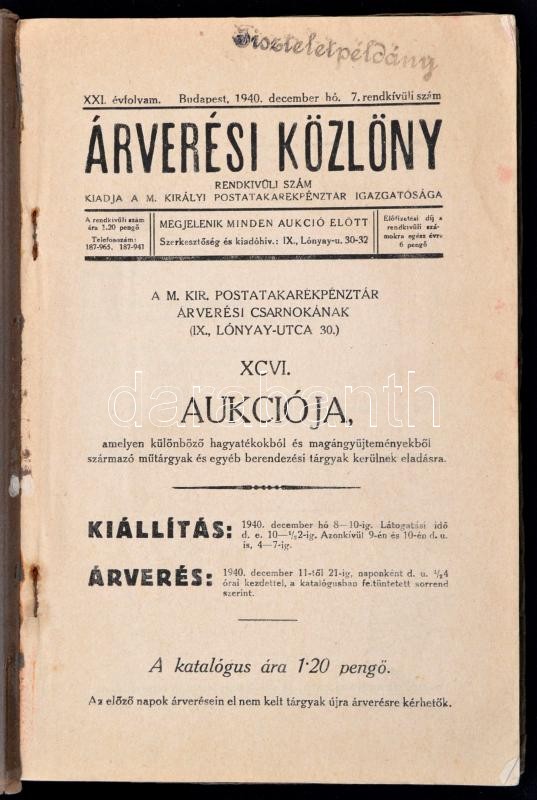 Tiszteletpéldány
XXI. évfolyam. Budapest, 1940. december hó. 7. rendkívüli szám
ÁRVERÉSI KÖZLÖNY
RENDKIVÜLI SZÁM
KIADJA A M. KIRÁLYI POSTATAKARÉKPÉNZTÁR IGAZGATÓSÁGA
A rendkívüli szám
ára 1.20 pengő
Telefonszám:
187-965, 187-941
MEGJELENIK MINDEN AUKCIÓ ELŐTT
Szerkesztőség és kiadóhiv.: IX., Lónyay-u. 30-32
Előfizetési díj a
rendkívüli szá-
mokra egész évre
6 pengő
A M. KIR. POSTATAKARÉKPÉNZTÁR
ÁRVERÉSI CSARNOKÁNAK
(IX., LÓNYAY-UTCA 30.)
XCVI.
AUKCIÓJA,
darabanth
amelyen különböző hagyatékokból és magángyüjteményekből
származó műtárgyak és egyéb berendezési tárgyak kerülnek eladásra.
KIÁLLÍTÁS: 1940. december hó 8—10-ig. Látogatási idő
d. e. 10—½2-ig. Azonkívül 9-én és 10-én d. u.
is, 4—7-ig.
ÁRVERÉS: 1940. december 11-től 21-ig, naponként d. u. ½4
órai kezdettel, a katalógusban feltüntetett sorrend
szerint.
A katalógus ára 1·20 pengő.
Az előző napok árverésein el nem kelt tárgyak újra árverésre kérhetők.